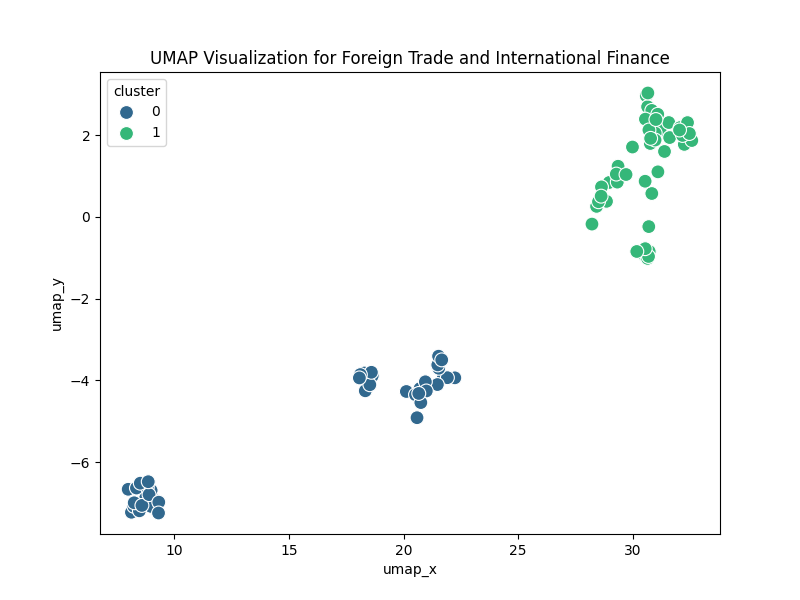 UMAP Visualization for Foreign Trade and International Finance
cluster
0
1
2
0
−2
−4
−6
umap_y
10 15 20 25 30
umap_x